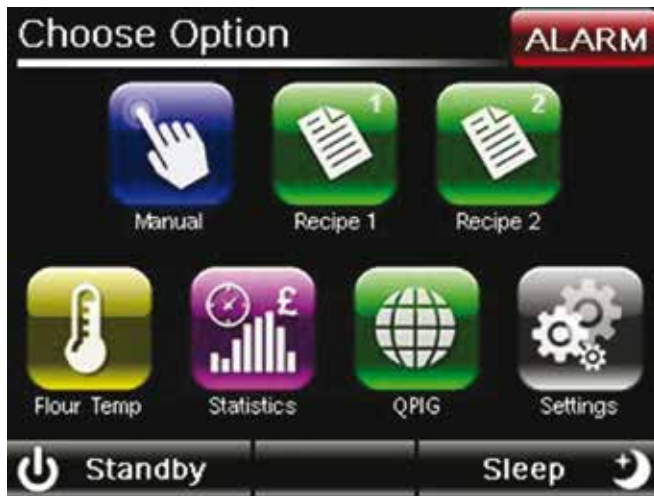 Choose Option
ALARM
1
2
Manual
Recipe 1
Recipe 2
£
Flour Temp
Statistics
QPIG
Settings
Standby
Sleep